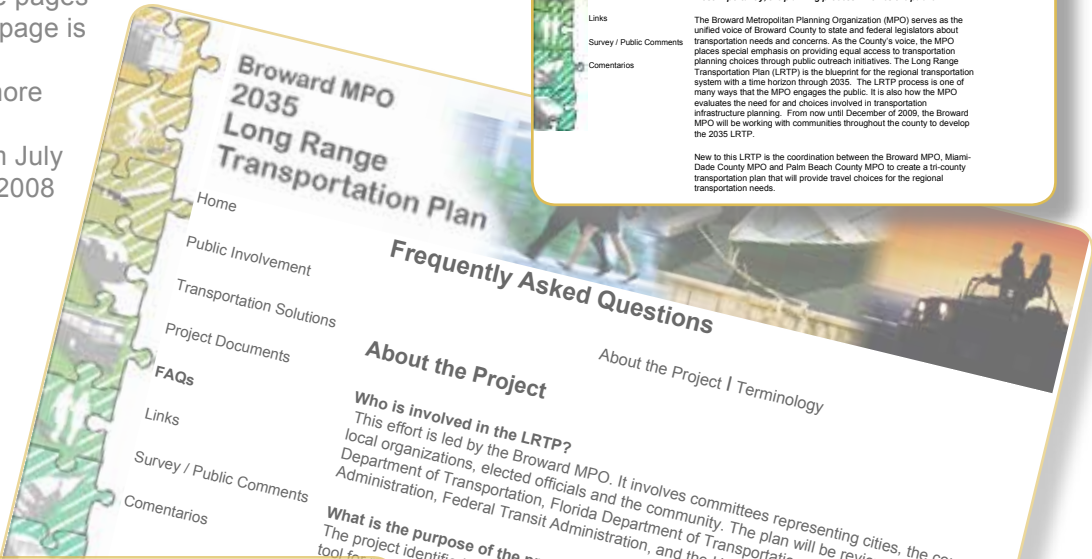 pages
page is
more
July
2008
Links
Survey / Public Comments
Comentarios
The Broward Metropolitan Planning Organization (MPO) serves as the
unified voice of Broward County to state and federal legislators about
transportation needs and concerns. As the County's voice, the MPO
places special emphasis on providing equal access to transportation
planning choices through public outreach initiatives. The Long Range
Transportation Plan (LRTP) is the blueprint for the regional transportation
system with a time horizon through 2035. The LRTP process is one of
many ways that the MPO engages the public. It is also how the MPO
evaluates the need for and choices involved in transportation
infrastructure planning. From now until December of 2009, the Broward
MPO will be working with communities throughout the county to develop
the 2035 LRTP.
New to this LRTP is the coordination between the Broward MPO, Miami-
Dade County MPO and Palm Beach County MPO to create a tri-county
transportation plan that will provide travel choices for the regional
transportation needs.
Broward MPO
2035
Long Range
Transportation Plan
Home
Public Involvement
Transportation Solutions
Project Documents
FAQs
Links
Survey / Public Comments
Comentarios
Frequently Asked Questions
About the Project | Terminology
About the Project
Who is involved in the LRTP?
This effort is led by the Broward MPO. It involves committees representing cities, the
local organizations, elected officials and the community. The plan will be
Department of Transportation, Florida Department of
Administration, Federal Transit Administration, and the
What is the purpose of the
The project
tool